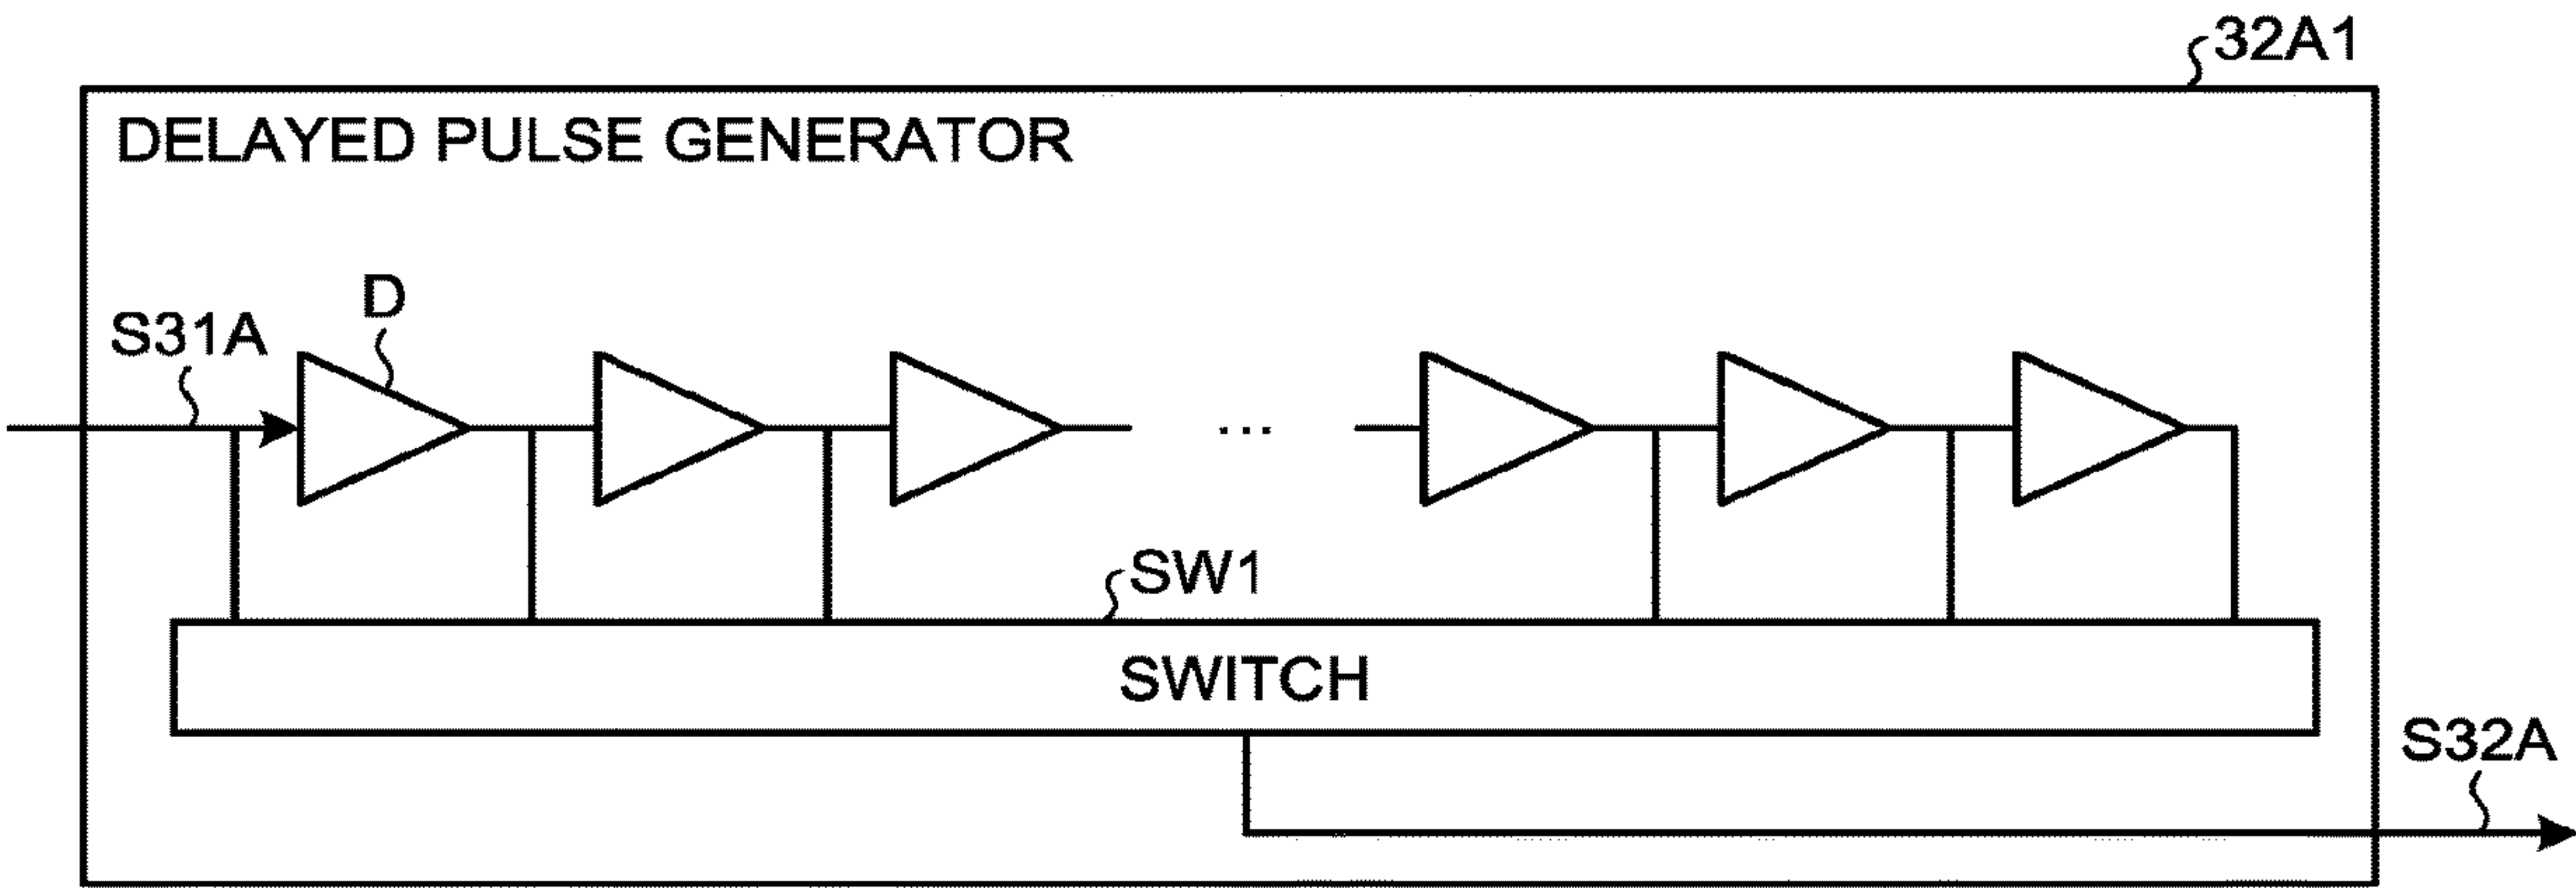 32A1
DELAYED PULSE GENERATOR
D
S31A
...
SW1
SWITCH
S32A